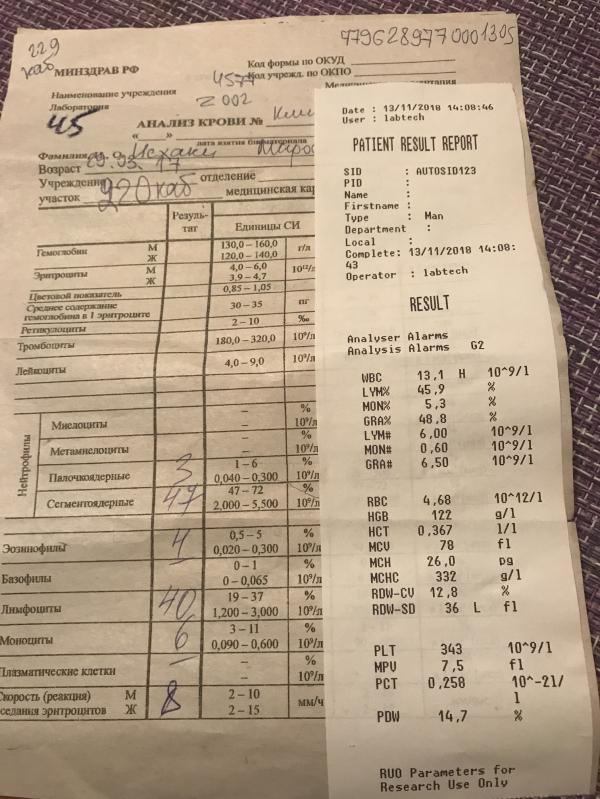 229
каб
7796289770001305
МИНЗДРАВ РФ
Код формы по ОКУД
4577
Код учрежд. по ОКПО
Наименование учреждения
Лаборатория
Z 002
45
АНАЛИЗ КРОВИ №
« »
дата взятия биоматериала
Фамилия, И. О.
Возраст
Учреждение отделение
220 каб
участок медицинская кар
Резуль-
тат
Единицы СИ
Гемоглобин М 130,0 – 160,0 г/л
Ж 120,0 – 140,0
Эритроциты М 4,0 – 6,0 10¹²/л
Ж 3,9 – 4,7
Цветовой показатель 0,85 – 1,05
Среднее содержание
гемоглобина в 1 эритроците 30 – 35 пг
Ретикулоциты 2 – 10 ‰
Тромбоциты 180,0 – 320,0 10⁹/л
Лейкоциты 4,0 – 9,0 10⁹/л
Нейтрофилы
Миелоциты – %
– 10⁹/л
Метамиелоциты – %
– 10⁹/л
Палочкоядерные 3 1 – 6 %
0,040 – 0,300 10⁹/л
Сегментоядерные 47 47 – 72 %
2,000 – 5,500 10⁹/л
Эозинофилы 4 0,5 – 5 %
0,020 – 0,300 10⁹/л
Базофилы 0 – 1 %
0 – 0,065 10⁹/л
Лимфоциты 40 19 – 37 %
1,200 – 3,000 10⁹/л
Моноциты 6 3 – 11 %
0,090 – 0,600 10⁹/л
Плазматические клетки – %
– 10⁹/л
Скорость (реакция) М 8 2 – 10 мм/ч
оседания эритроцитов Ж 2 – 15
Date : 13/11/2018 14:08:46
User : labtech
PATIENT RESULT REPORT
SID : AUTOSID123
PID :
Name :
Firstname :
Type : Man
Department :
Local :
Complete: 13/11/2018 14:08:
43
Operator : labtech
RESULT
Analyser Alarms
Analysis Alarms G2
WBC 13,1 H 10^9/l
LYM% 45,9 %
MON% 5,3 %
GRA% 48,8 %
LYM# 6,00 10^9/l
MON# 0,60 10^9/l
GRA# 6,50 10^9/l
RBC 4,68 10^12/l
HGB 122 g/l
HCT 0,367 l/l
MCV 78 fl
MCH 26,0 pg
MCHC 332 g/l
RDW-CV 12,8 %
RDW-SD 36 L fl
PLT 343 10^9/l
MPV 7,5 fl
PCT 0,258 10^-2l/
l
PDW 14,7 %
RUO Parameters for
Research Use Only